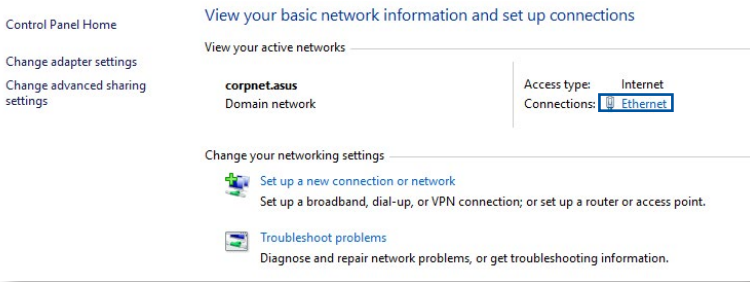 Control Panel Home
Change adapter settings
Change advanced sharing
settings
View your basic network information and set up connections
View your active networks
corpnet.asus
Domain network
Access type: Internet
Connections: Ethernet
Change your networking settings
Set up a new connection or network
Set up a broadband, dial-up, or VPN connection; or set up a router or access point.
Troubleshoot problems
Diagnose and repair network problems, or get troubleshooting information.